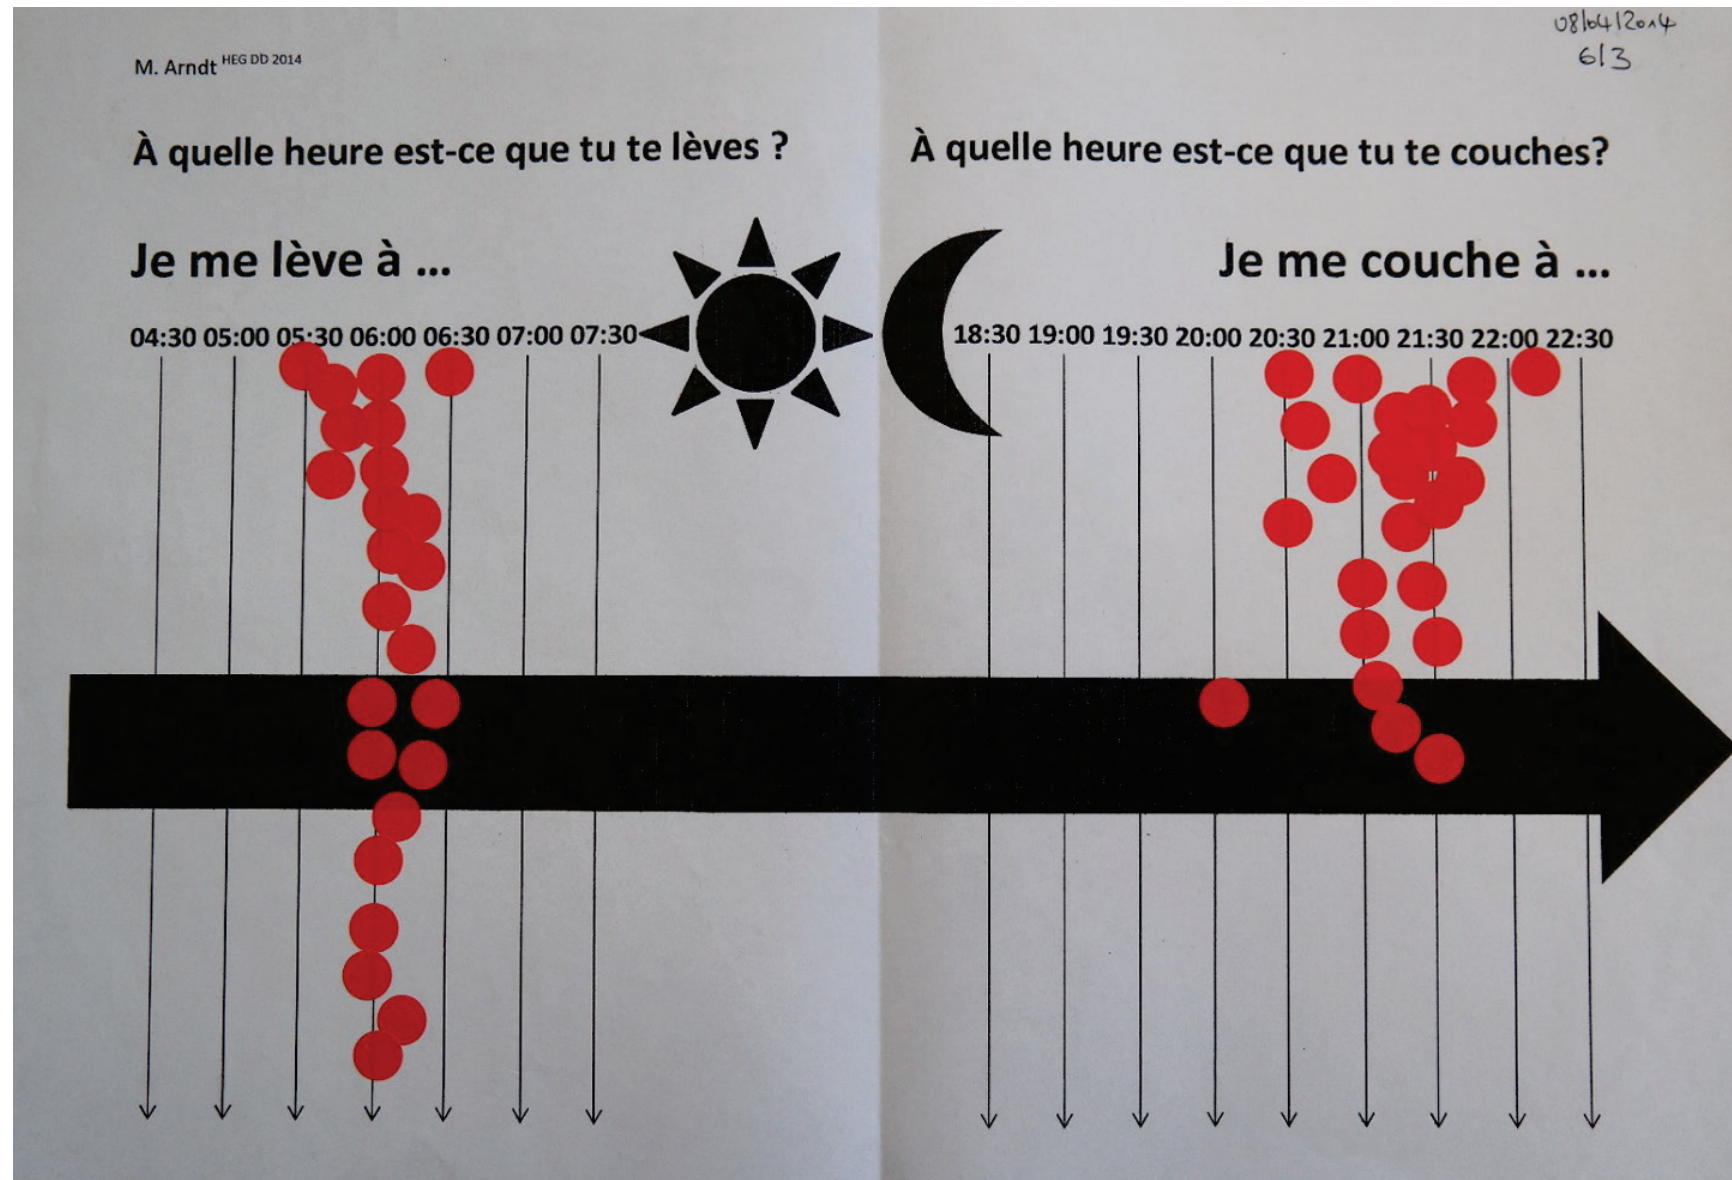 08/04/2014
6/3
M. Arndt HEG DD 2014
À quelle heure est-ce que tu te lèves ?
Je me lève à ...
04:30 05:00 05:30 06:00 06:30 07:00 07:30
À quelle heure est-ce que tu te couches?
Je me couche à ...
18:30 19:00 19:30 20:00 20:30 21:00 21:30 22:00 22:30